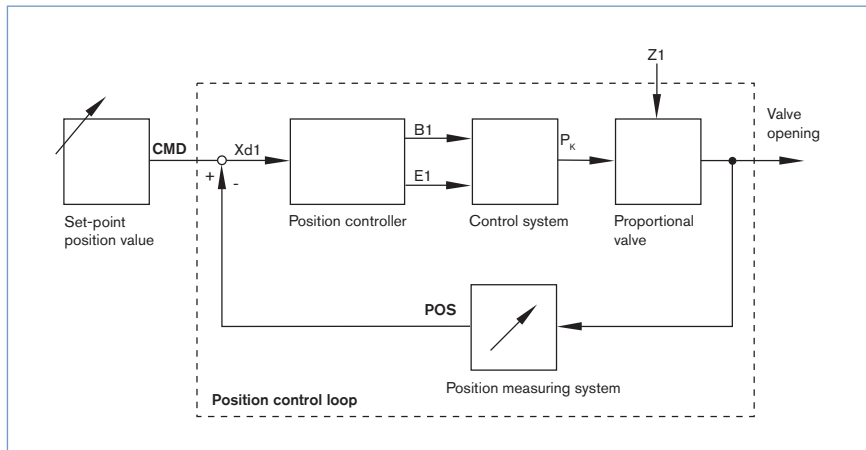 Z1
Valve
opening
CMD
Xd1
B1
E1
P_K
+
-
Set-point
position value
Position controller
Control system
Proportional
valve
POS
Position measuring system
Position control loop